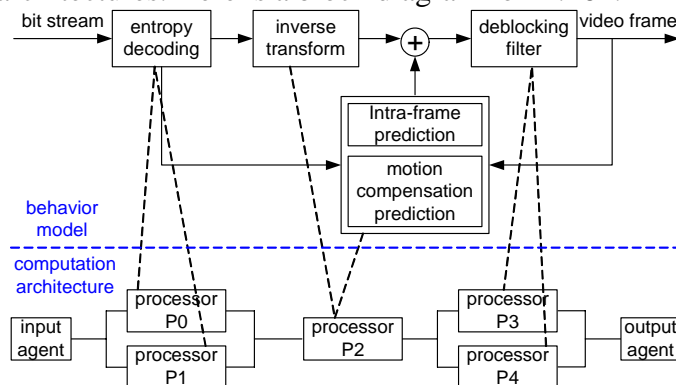 bit stream
entropy
decoding
inverse
transform
+
deblocking
filter
video frame
Intra-frame
prediction
motion
compensation
prediction
behavior
model
computation
architecture
input
agent
processor
P0
processor
P1
processor
P2
processor
P3
processor
P4
output
agent